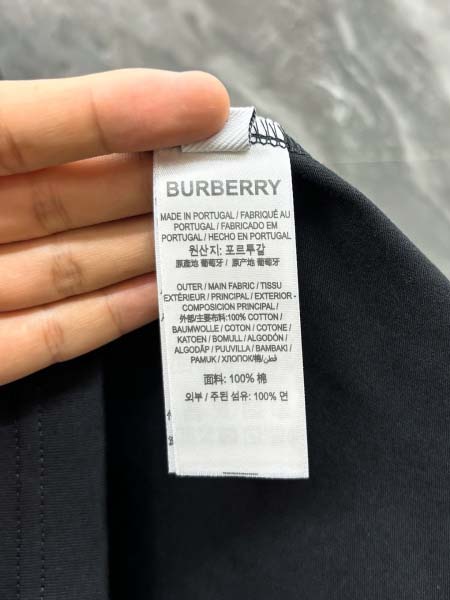 BURBERRY
MADE IN PORTUGAL / FABRIQUÉ AU
PORTUGAL / FABRICADO EM
PORTUGAL / HECHO EN PORTUGAL
원산지: 포르투갈
原產地 葡萄牙 / 原产地 葡萄牙
OUTER / MAIN FABRIC / TISSU
EXTÉRIEUR / PRINCIPAL / EXTERIOR -
COMPOSICIÓN PRINCIPAL /
外部/主要布料:100% COTTON /
BAUMWOLLE / COTON / COTONE /
KATOEN / BOMULL / ALGODÓN /
ALGODÃO / PUUVILLA / BAMBAKI /
PAMUK / ХЛОПОК/棉/ قطن/
面料: 100% 棉
외부 / 주된 섬유: 100% 면